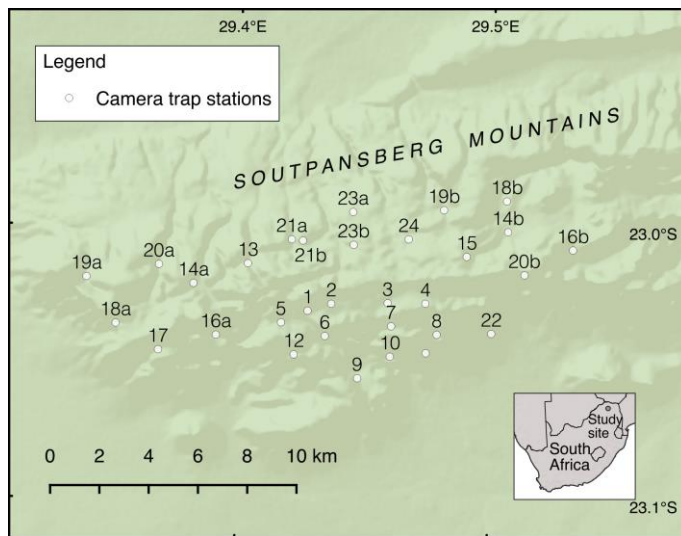 29.4°E
29.5°E
Legend
Camera trap stations
SOUTPANSBERG MOUNTAINS
18b
23a
19b
14b
21a
23b
24
23.0°S
16b
21b
15
20a
13
19a
14a
20b
2
3
4
1
18a
5
7
16a
6
8
22
17
12
10
9
0 2 4 6 8 10 km
Study
site
South
Africa
23.1°S